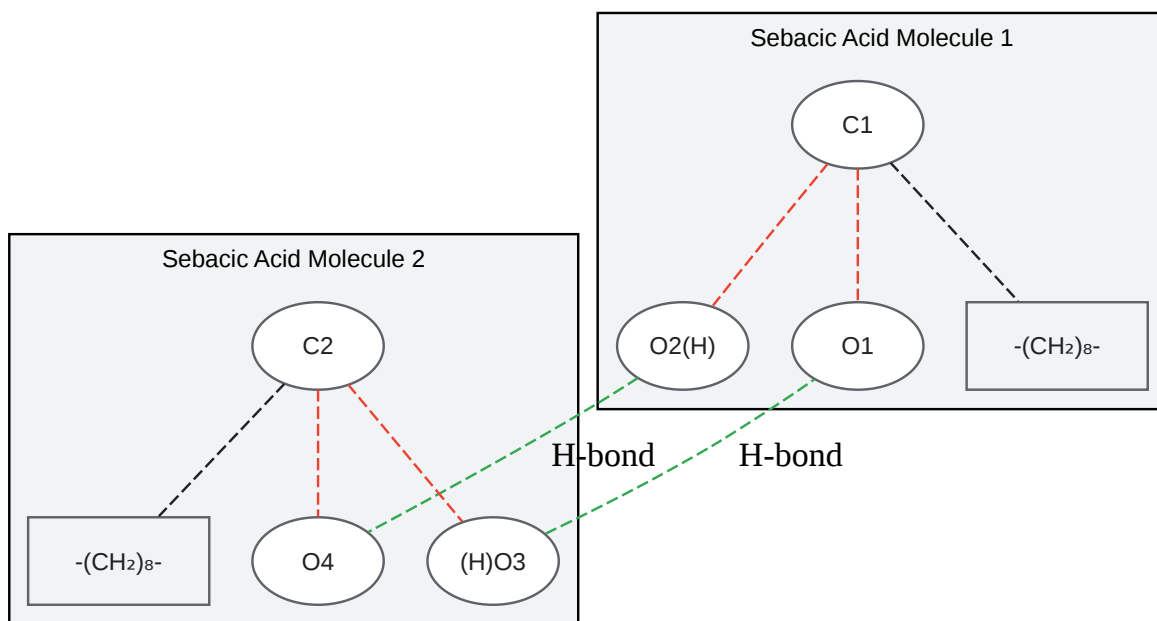 Sebacic Acid Molecule 1
C1
O2(H)
O1
-(CH₂)₈-
Sebacic Acid Molecule 2
C2
-(CH₂)₈-
O4
(H)O3
H-bond
H-bond